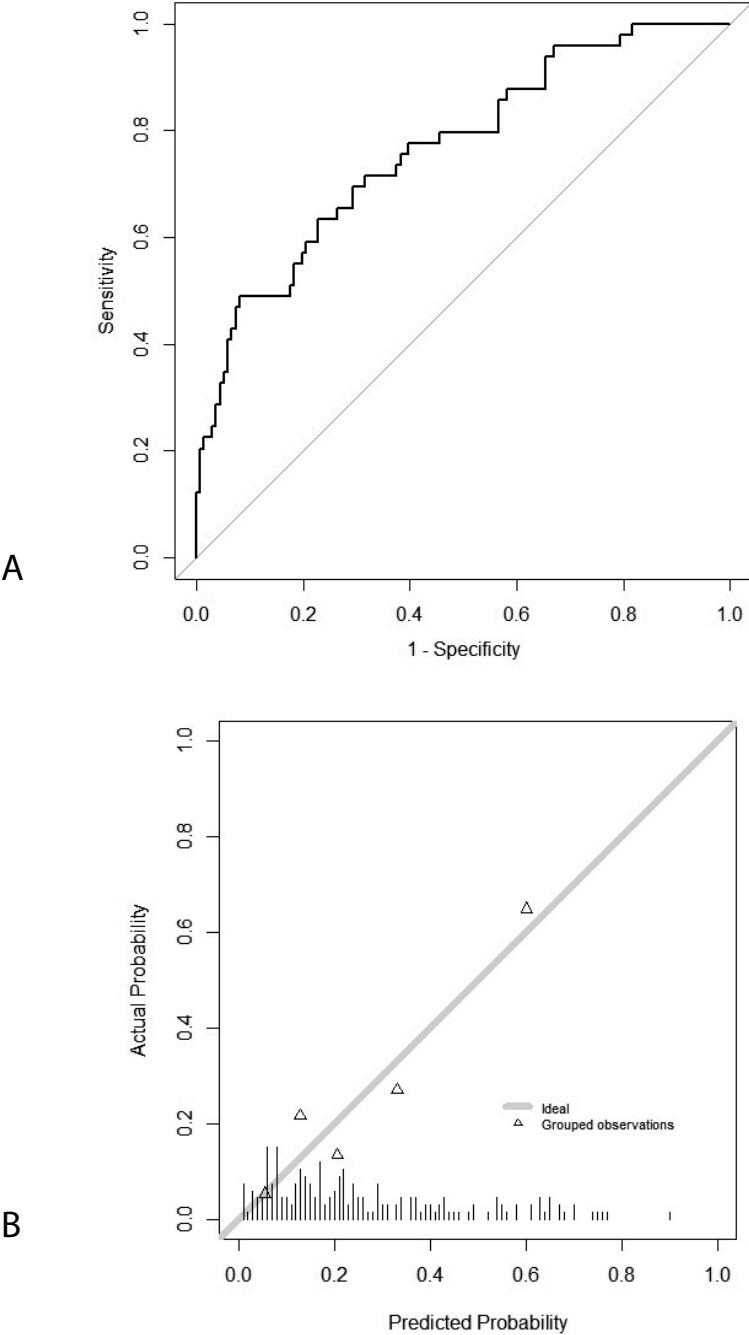 1.0
0.8
0.6
0.4
0.2
0.0
Sensitivity
A
0.0 0.2 0.4 0.6 0.8 1.0
1 - Specificity
1.0
0.8
0.6
0.4
0.2
0.0
Actual Probability
Ideal
Grouped observations
B
0.0 0.2 0.4 0.6 0.8 1.0
Predicted Probability